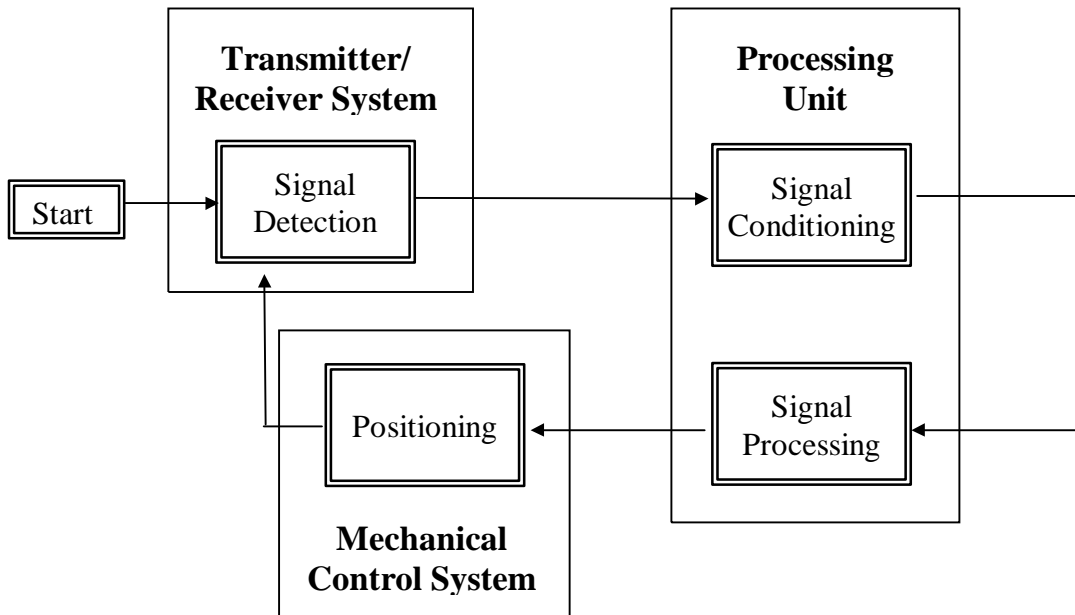 Transmitter/
Receiver System
Processing
Unit
Start
Signal
Detection
Signal
Conditioning
Positioning
Signal
Processing
Mechanical
Control System